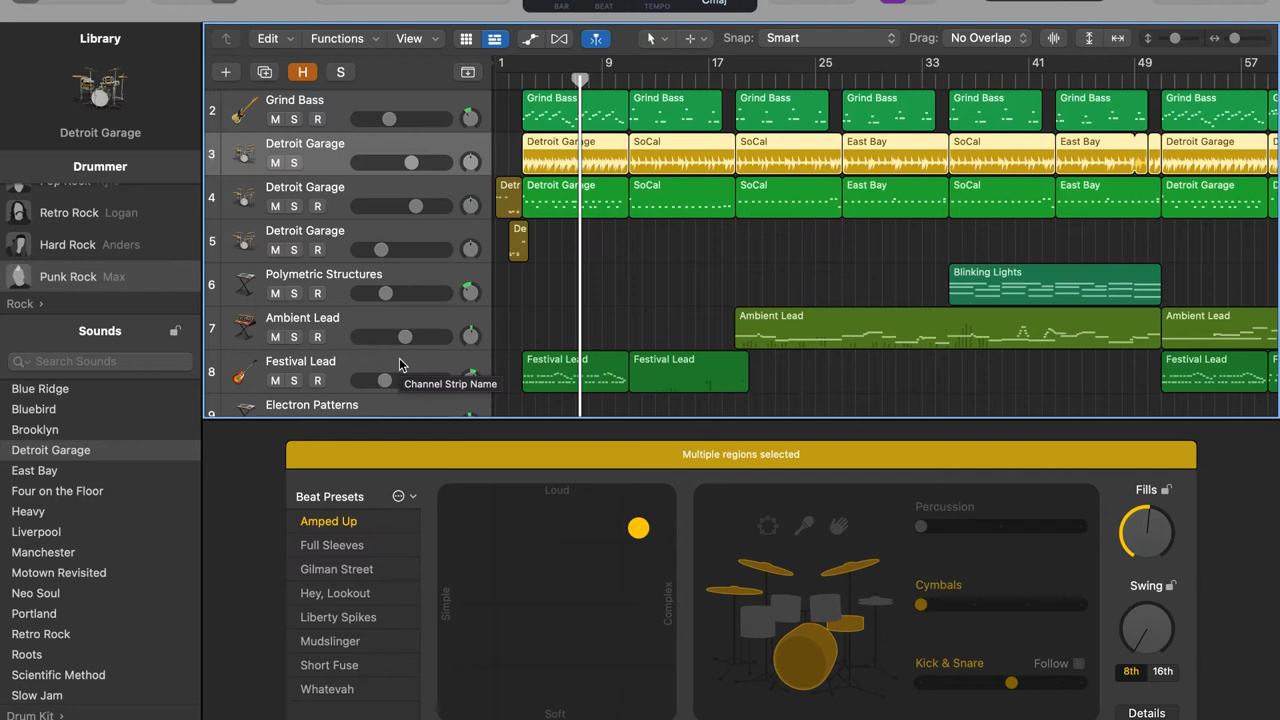 BAR BEAT TEMPO Cmaj
Library
Edit Functions View Snap: Smart Drag: No Overlap
1 9 17 25 33 41 49 57
H S
Detroit Garage
Drummer
Retro Rock Logan
Hard Rock Anders
Punk Rock Max
Rock
Sounds
Search Sounds
Blue Ridge
Bluebird
Brooklyn
Detroit Garage
East Bay
Four on the Floor
Heavy
Liverpool
Manchester
Motown Revisited
Neo Soul
Portland
Retro Rock
Roots
Scientific Method
Slow Jam
Drum Kit
2 Grind Bass
M S R
Grind Bass Grind Bass Grind Bass Grind Bass Grind Bass Grind Bass Grind Bass
3 Detroit Garage
M S
Detroit Garage SoCal SoCal East Bay SoCal East Bay Detroit Garage
4 Detroit Garage
M S R
Detr Detroit Garage SoCal SoCal East Bay SoCal East Bay Detroit Garage
5 Detroit Garage
M S R
De
6 Polymetric Structures
M S R
Blinking Lights
7 Ambient Lead
M S R
Ambient Lead Ambient Lead
8 Festival Lead
M S R
Festival Lead Festival Lead Festival Lead
Channel Strip Name
9 Electron Patterns
Multiple regions selected
Beat Presets
Amped Up
Full Sleeves
Gilman Street
Hey, Lookout
Liberty Spikes
Mudslinger
Short Fuse
Whatevah
Loud
Simple
Complex
Soft
Percussion
Cymbals
Kick & Snare Follow
Fills
Swing
8th 16th
Details